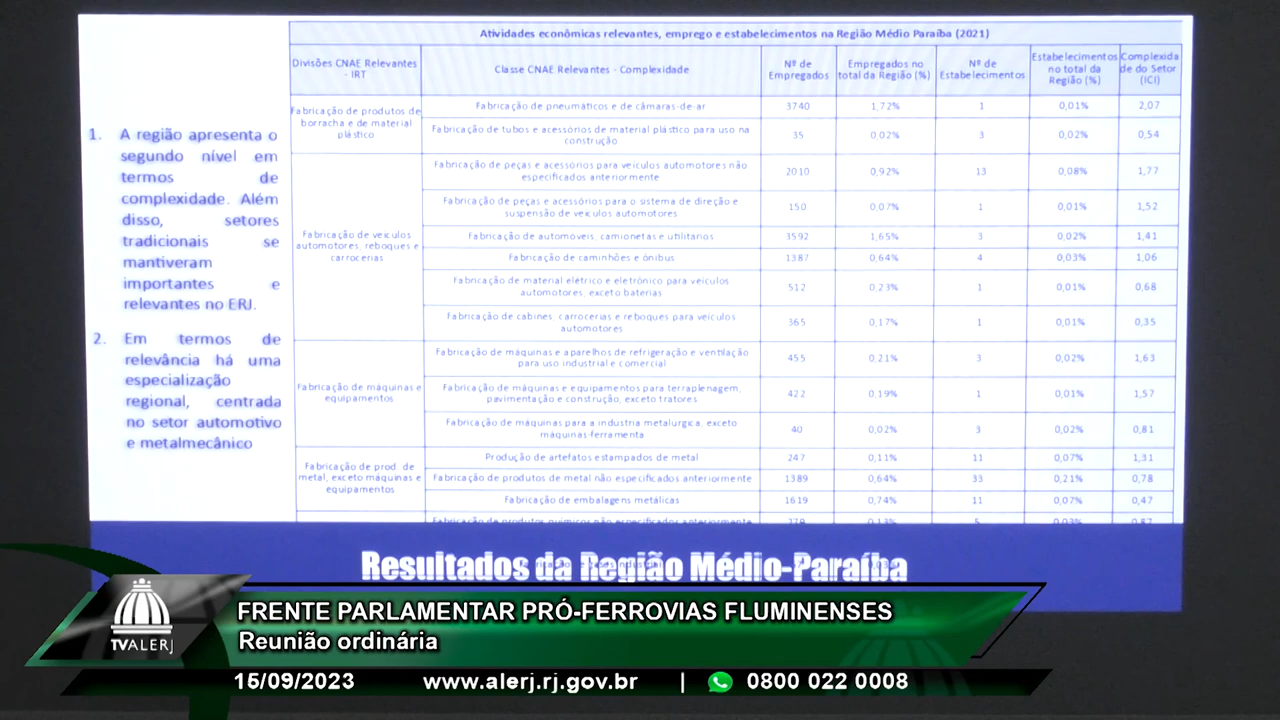 Atividades econômicas relevantes, emprego e estabelecimentos na Região Médio Paraíba (2021)
Divisões CNAE Relevantes
- IRT
Classe CNAE Relevantes - Complexidade
Nº de
Empregados
Empregados no
total da Região (%)
Nº de
Estabelecimentos
Estabelecimentos
no total da
Região (%)
Complexida
de do Setor
(ICI)
Fabricação de produtos de
borracha e de material
plástico
Fabricação de pneumáticos e de câmaras-de-ar 3740 1,72% 1 0,01% 2,07
Fabricação de tubos e acessórios de material plástico para uso na
construção
35 0,02% 3 0,02% 0,54
Fabricação de veículos
automotores, reboques e
carrocerias
Fabricação de peças e acessórios para veículos automotores não
especificados anteriormente
2010 0,92% 13 0,08% 1,77
Fabricação de peças e acessórios para o sistema de direção e
suspensão de veículos automotores
150 0,07% 1 0,01% 1,52
Fabricação de automóveis, camionetas e utilitários 3592 1,65% 3 0,02% 1,41
Fabricação de caminhões e ônibus 1387 0,64% 4 0,03% 1,06
Fabricação de material elétrico e eletrônico para veículos
automotores, exceto baterias
512 0,23% 1 0,01% 0,68
Fabricação de cabines, carrocerias e reboques para veículos
automotores
365 0,17% 1 0,01% 0,35
Fabricação de máquinas e
equipamentos
Fabricação de máquinas e aparelhos de refrigeração e ventilação
para uso industrial e comercial
455 0,21% 3 0,02% 1,63
Fabricação de máquinas e equipamentos para terraplenagem,
pavimentação e construção, exceto tratores
422 0,19% 1 0,01% 1,57
Fabricação de máquinas para a indústria metalurgica, exceto
máquinas-ferramenta
40 0,02% 3 0,02% 0,81
Fabricação de prod. de
metal, exceto máquinas e
equipamentos
Produção de artefatos estampados de metal 247 0,11% 11 0,07% 1,31
Fabricação de produtos de metal não especificados anteriormente 1389 0,64% 33 0,21% 0,78
Fabricação de embalagens metálicas 1619 0,74% 11 0,07% 0,47
Fabricação de produtos químicos não especificados anteriormente 279 0,13% 5 0,03% 0,87
1. A região apresenta o
segundo nível em
termos de
complexidade. Além
disso, setores
tradicionais se
mantiveram
importantes e
relevantes no ERJ.
2. Em termos de
relevância há uma
especialização
regional, centrada
no setor automotivo
e metalmecânico
Resultados da Região Médio-Paraíba
FRENTE PARLAMENTAR PRÓ-FERROVIAS FLUMINENSES
Reunião ordinária
TVALERJ
15/09/2023 www.alerj.rj.gov.br | 0800 022 0008